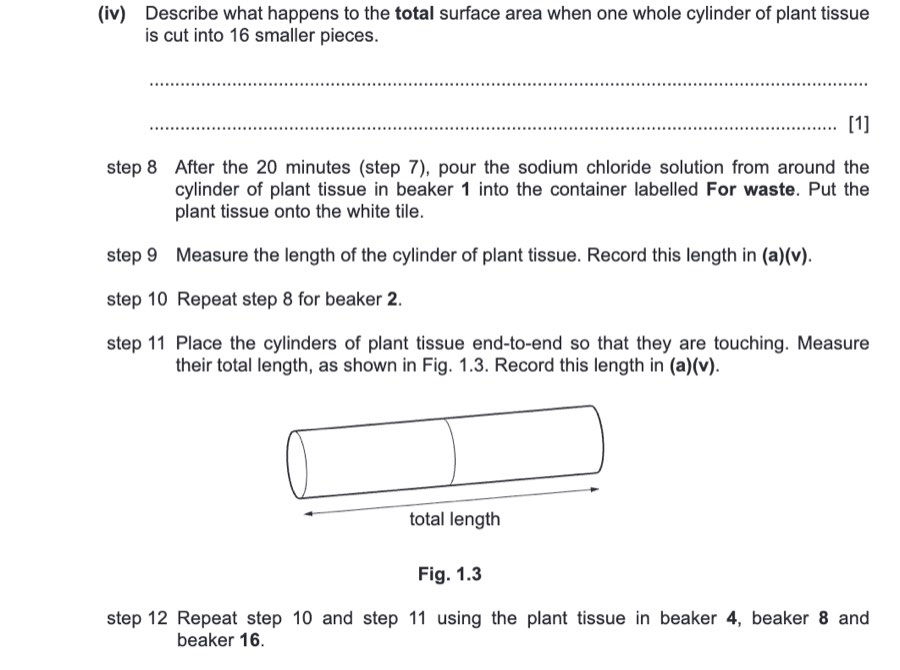 (iv) Describe what happens to the total surface area when one whole cylinder of plant tissue
is cut into 16 smaller pieces.
..........................................................................................................................................
.................................................................................................................................... [1]
step 8 After the 20 minutes (step 7), pour the sodium chloride solution from around the
cylinder of plant tissue in beaker 1 into the container labelled For waste. Put the
plant tissue onto the white tile.
step 9 Measure the length of the cylinder of plant tissue. Record this length in (a)(v).
step 10 Repeat step 8 for beaker 2.
step 11 Place the cylinders of plant tissue end-to-end so that they are touching. Measure
their total length, as shown in Fig. 1.3. Record this length in (a)(v).
total length
Fig. 1.3
step 12 Repeat step 10 and step 11 using the plant tissue in beaker 4, beaker 8 and
beaker 16.